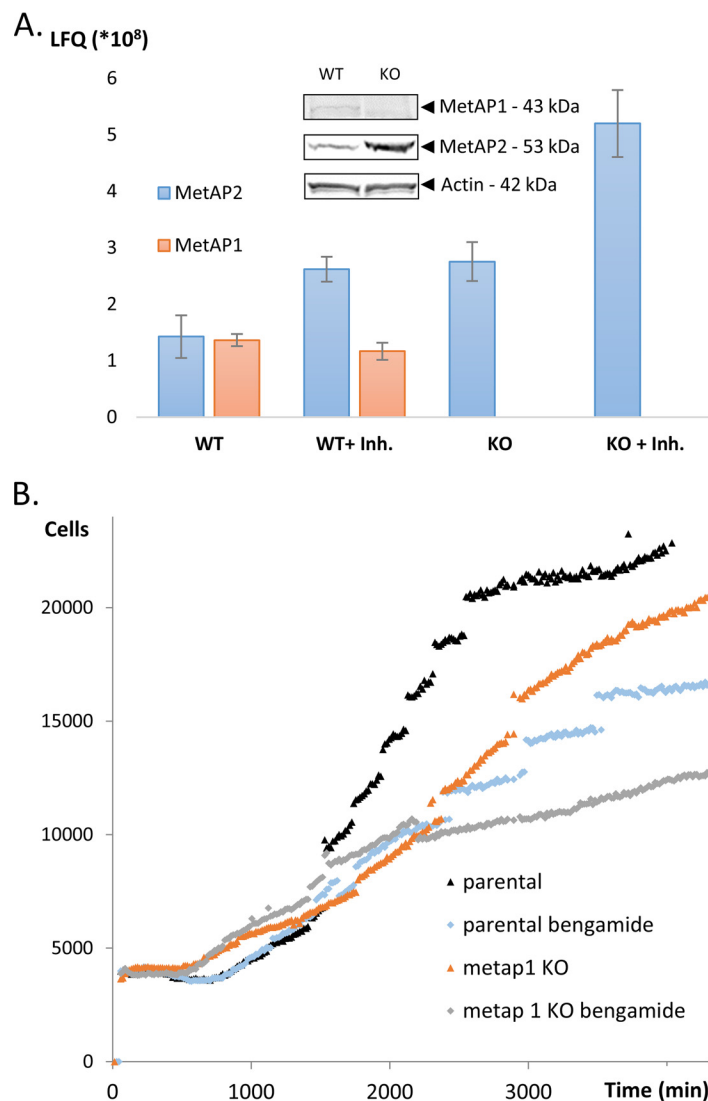 A. LFQ (*10⁸)
WT KO
MetAP1 - 43 kDa
MetAP2 - 53 kDa
Actin - 42 kDa
MetAP2
MetAP1
6
5
4
3
2
1
0
WT WT+ Inh. KO KO + Inh.
B.
Cells
20000
15000
10000
5000
0
parental
parental bengamide
metap1 KO
metap 1 KO bengamide
0 1000 2000 3000 Time (min)